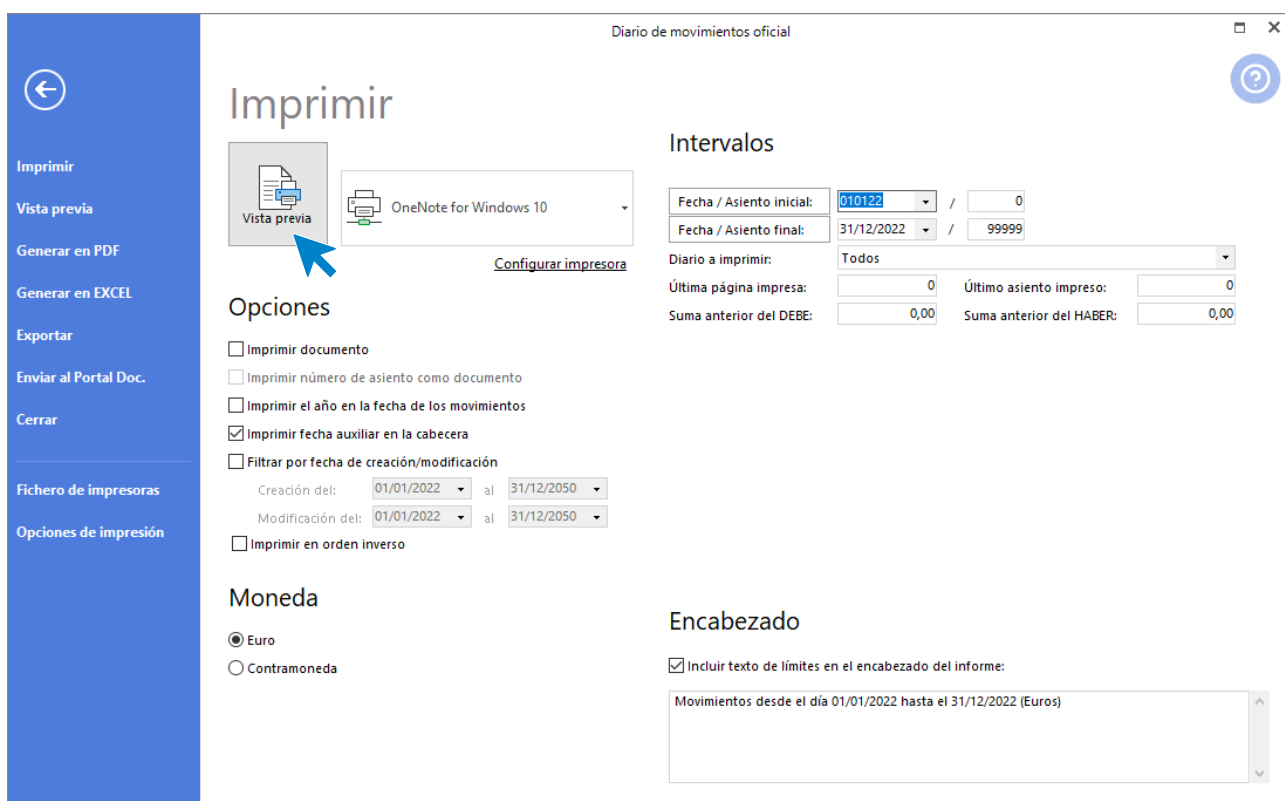 Diario de movimientos oficial
Imprimir
Vista previa
Generar en PDF
Generar en EXCEL
Exportar
Enviar al Portal Doc.
Cerrar
Fichero de impresoras
Opciones de impresión
Imprimir
Vista previa
OneNote for Windows 10
Configurar impresora
Opciones
Imprimir documento
Imprimir número de asiento como documento
Imprimir el año en la fecha de los movimientos
Imprimir fecha auxiliar en la cabecera
Filtrar por fecha de creación/modificación
Creación del: 01/01/2022 al 31/12/2050
Modificación del: 01/01/2022 al 31/12/2050
Imprimir en orden inverso
Moneda
Euro
Contramoneda
Intervalos
Fecha / Asiento inicial: 010122 / 0
Fecha / Asiento final: 31/12/2022 / 99999
Diario a imprimir: Todos
Última página impresa: 0 Último asiento impreso: 0
Suma anterior del DEBE: 0,00 Suma anterior del HABER: 0,00
Encabezado
Incluir texto de límites en el encabezado del informe:
Movimientos desde el día 01/01/2022 hasta el 31/12/2022 (Euros)